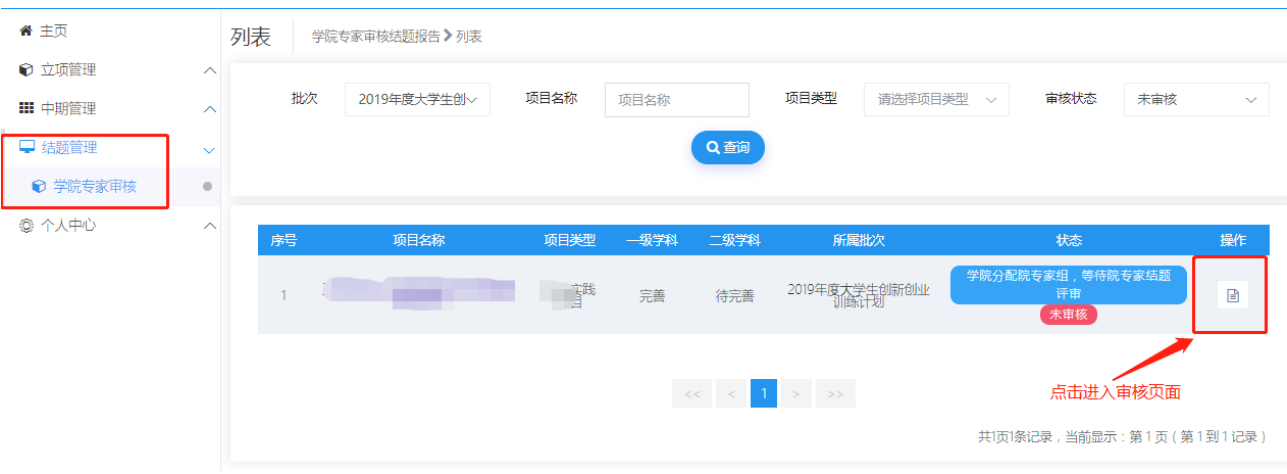 主页
立项管理
中期管理
结题管理
学院专家审核
个人中心
列表 学院专家审核结题报告 列表
批次 2019年度大学生创 项目名称 项目名称 项目类型 请选择项目类型 审核状态 未审核
查询
序号 项目名称 项目类型 一级学科 二级学科 所属批次 状态 操作
1 实践 完善 待完善 2019年度大学生创新创业
训练计划
学院分配院专家组，等待院专家结题
评审
未审核
<< < 1 > >>
点击进入审核页面
共1页1条记录，当前显示：第1页（第1到1记录）